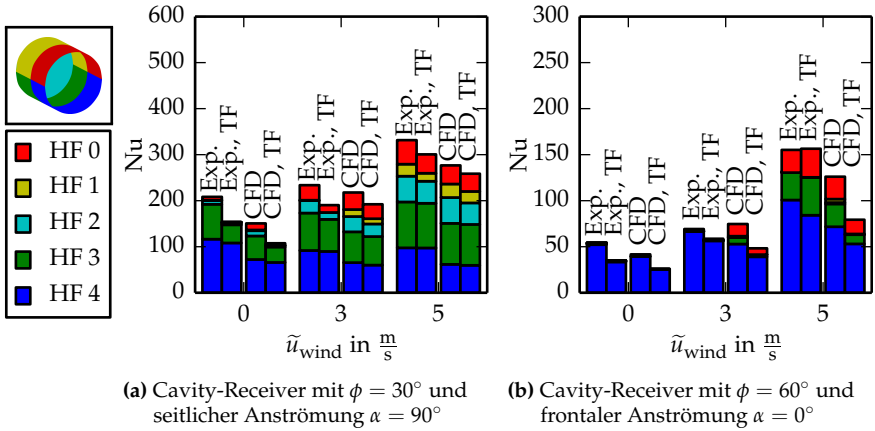 HF 0
HF 1
HF 2
HF 3
HF 4
Nu
600
500
400
300
200
100
0
Exp.
Exp., TF
CFD
CFD, TF
Exp.
Exp., TF
CFD
CFD, TF
Exp.
Exp., TF
CFD
CFD, TF
0 3 5
ũwind in m/s
(a) Cavity-Receiver mit ϕ = 30° und
seitlicher Anströmung α = 90°
Nu
300
250
200
150
100
50
0
Exp.
Exp., TF
CFD
CFD, TF
Exp.
Exp., TF
CFD
CFD, TF
Exp.
Exp., TF
CFD
CFD, TF
0 3 5
ũwind in m/s
(b) Cavity-Receiver mit ϕ = 60° und
frontaler Anströmung α = 0°